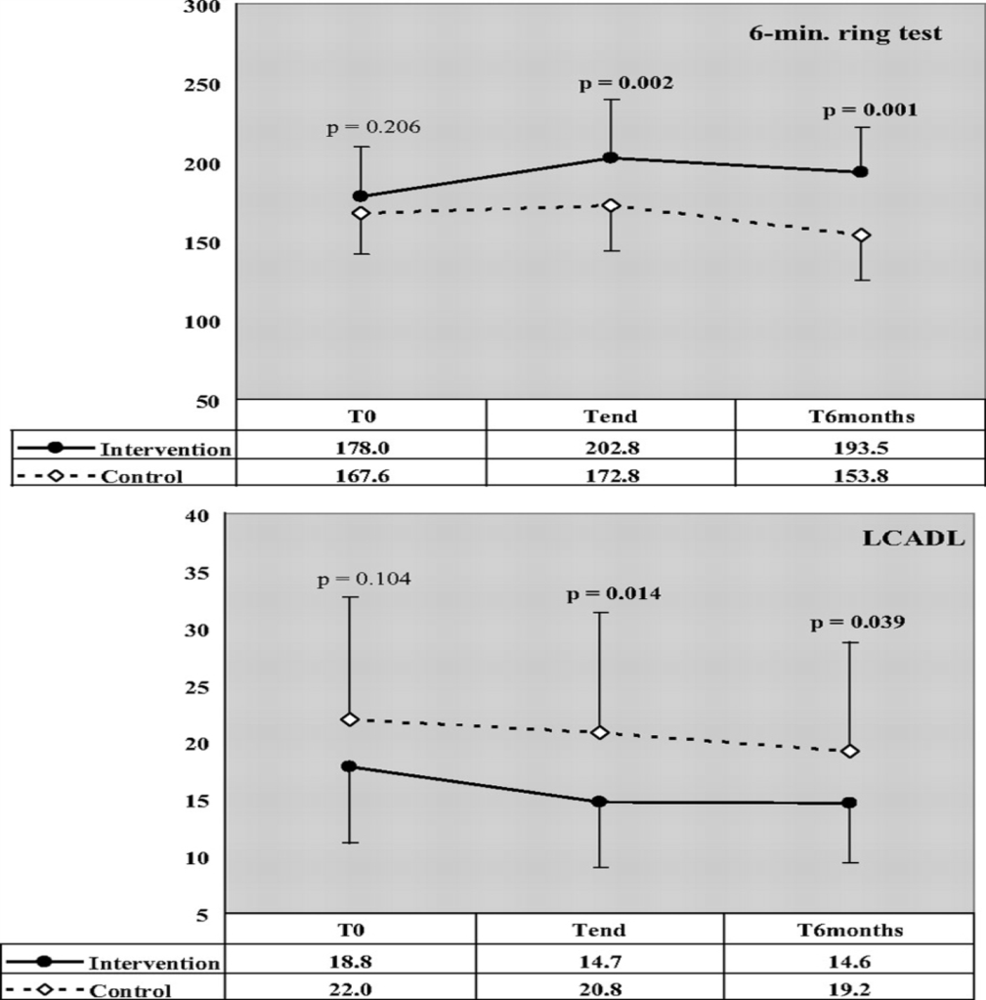 300
6-min. ring test
250
p = 0.002
p = 0.001
p = 0.206
200
150
100
50
T0 Tend T6months
Intervention 178.0 202.8 193.5
Control 167.6 172.8 153.8
40
LCADL
35
p = 0.104
p = 0.014
p = 0.039
30
25
20
15
10
5
T0 Tend T6months
Intervention 18.8 14.7 14.6
Control 22.0 20.8 19.2